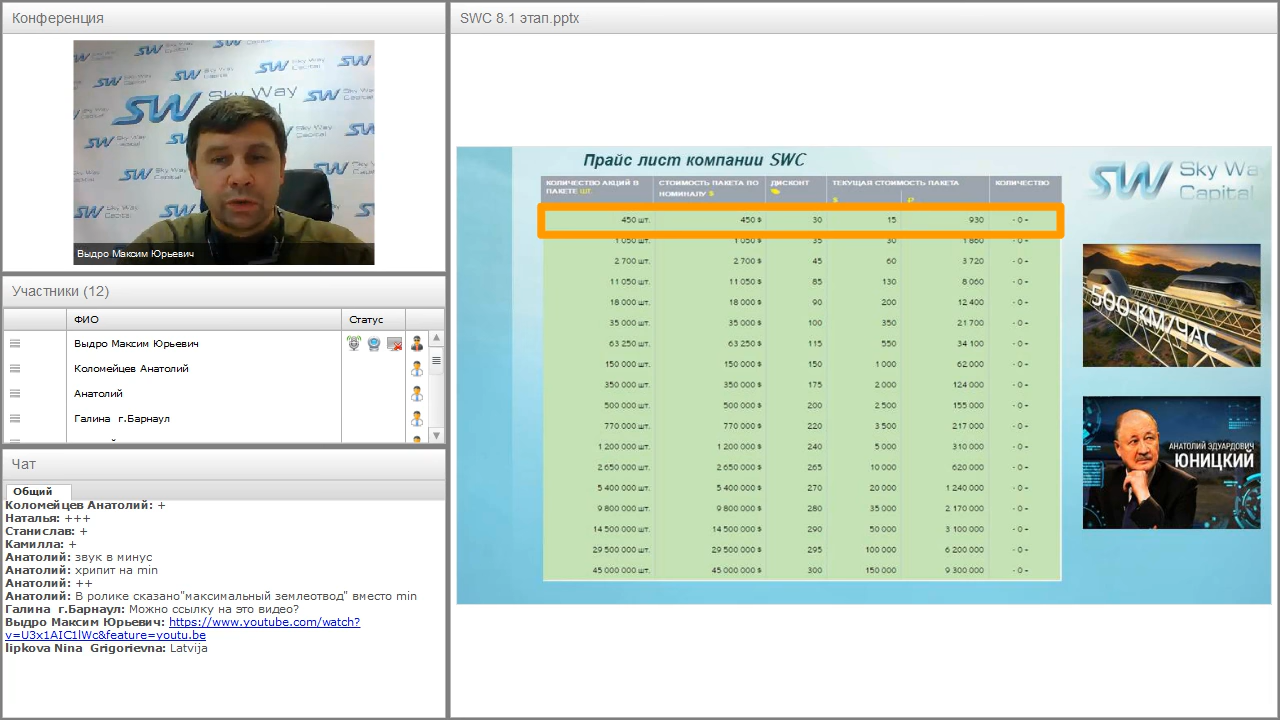 Конференция
SW Sky Way Capital
Выдро Максим Юрьевич
Участники (12)
ФИО
Статус
Выдро Максим Юрьевич
Коломейцев Анатолий
Анатолий
Галина г.Барнаул
Чат
Общий
Коломейцев Анатолий: +
Наталья: +++
Станислав: +
Камилла: +
Анатолий: звук в минус
Анатолий: хрипит на min
Анатолий: ++
Анатолий: В ролике сказано"максимальный землеотвод" вместо min
Галина г.Барнаул: Можно ссылку на это видео?
Выдро Максим Юрьевич: https://www.youtube.com/watch?
v=U3x1AIC1lWc&feature=youtu.be
lipkova Nina Grigorievna: Latvija
SWC 8.1 этап.pptx
Прайс лист компании SWC
КОЛИЧЕСТВО АКЦИЙ В ПАКЕТЕ ШТ. СТОИМОСТЬ ПАКЕТА ПО НОМИНАЛУ $ ДИСКОНТ % ТЕКУЩАЯ СТОИМОСТЬ ПАКЕТА $ ₽ КОЛИЧЕСТВО
450 шт. 450 $ 30 15 930 - 0 -
1 050 шт. 1 050 $ 35 30 1 860 - 0 -
2 700 шт. 2 700 $ 45 60 3 720 - 0 -
11 050 шт. 11 050 $ 85 130 8 060 - 0 -
18 000 шт. 18 000 $ 90 200 12 400 - 0 -
35 000 шт. 35 000 $ 100 350 21 700 - 0 -
63 250 шт. 63 250 $ 115 550 34 100 - 0 -
150 000 шт. 150 000 $ 150 1 000 62 000 - 0 -
350 000 шт. 350 000 $ 175 2 000 124 000 - 0 -
500 000 шт. 500 000 $ 200 2 500 155 000 - 0 -
770 000 шт. 770 000 $ 220 3 500 217 000 - 0 -
1 200 000 шт. 1 200 000 $ 240 5 000 310 000 - 0 -
2 650 000 шт. 2 650 000 $ 265 10 000 620 000 - 0 -
5 400 000 шт. 5 400 000 $ 270 20 000 1 240 000 - 0 -
9 800 000 шт. 9 800 000 $ 280 35 000 2 170 000 - 0 -
14 500 000 шт. 14 500 000 $ 290 50 000 3 100 000 - 0 -
29 500 000 шт. 29 500 000 $ 295 100 000 6 200 000 - 0 -
45 000 000 шт. 45 000 000 $ 300 150 000 9 300 000 - 0 -
SW Sky Way
Capital
500 КМ/ЧАС
АНАТОЛИЙ ЭДУАРДОВИЧ
ЮНИЦКИЙ